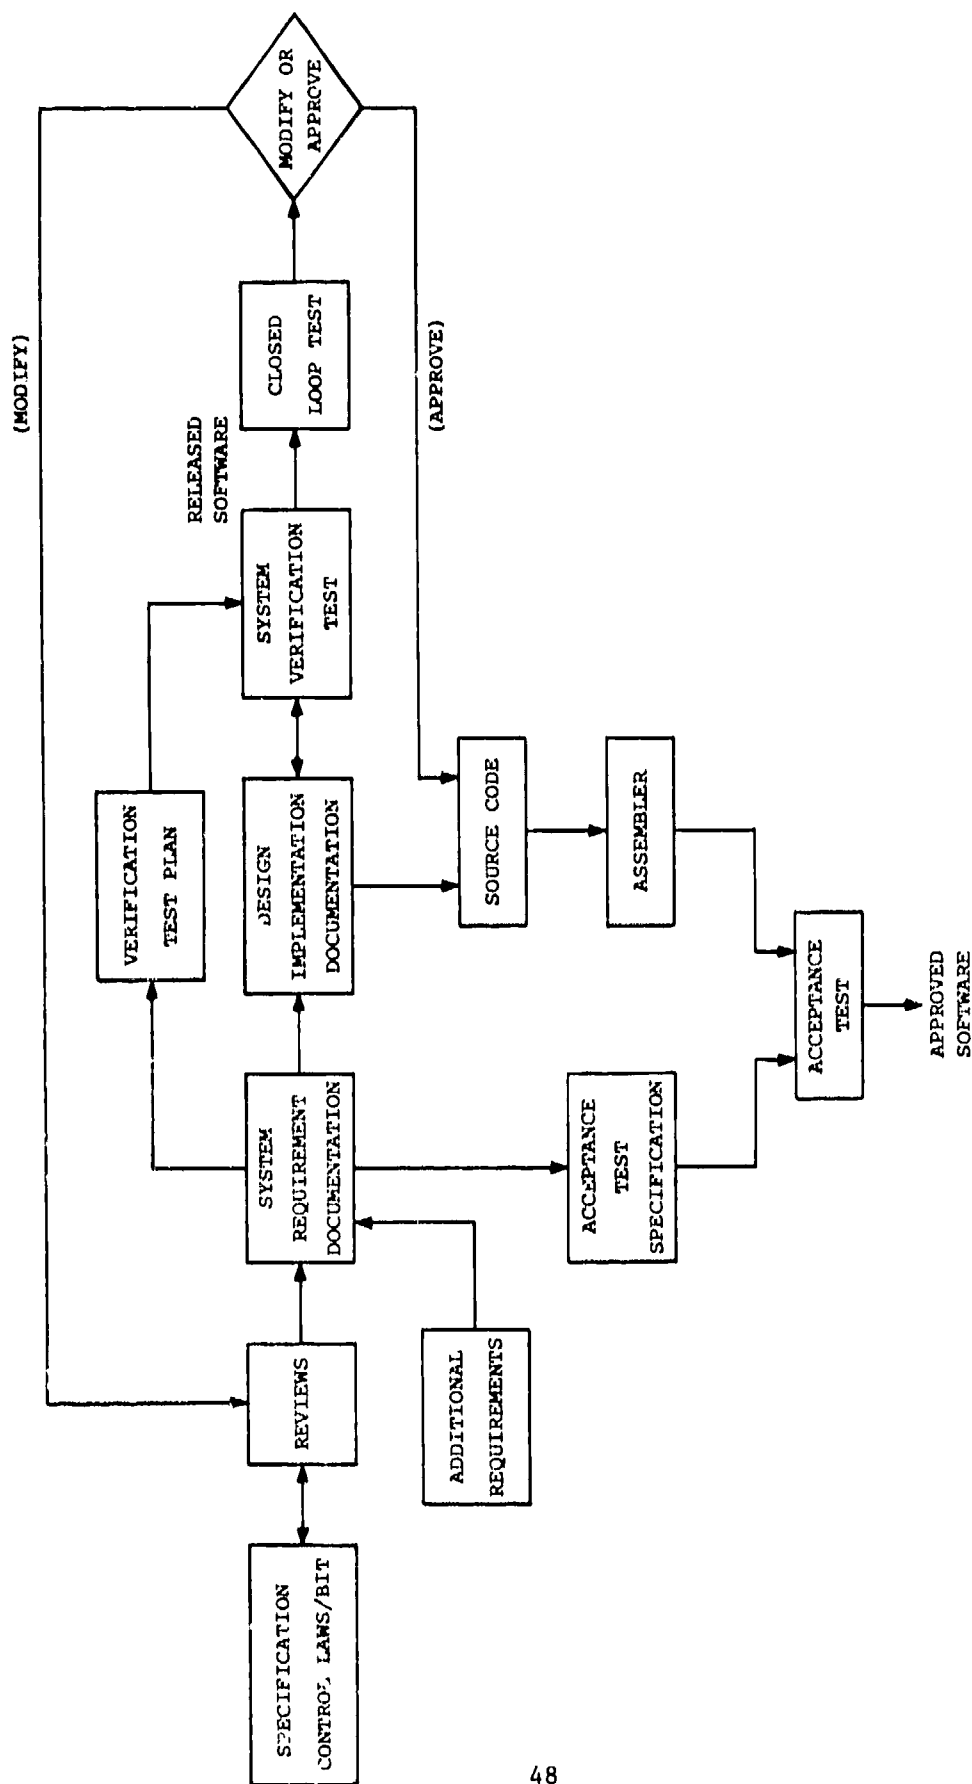 (MODIFY)
MODIFY OR
APPROVE
RELEASED
SOFTWARE
CLOSED
LOOP TEST
(APPROVE)
VERIFICATION
TEST PLAN
SYSTEM
VERIFICATION
TEST
DESIGN
IMPLEMENTATION
DOCUMENTATION
SYSTEM
REQUIREMENT
DOCUMENTATION
REVIEWS
SPECIFICATION
CONTROL LAWS/BIT
ADDITIONAL
REQUIREMENTS
SOURCE CODE
ASSEMBLER
ACCEPTANCE
TEST
SPECIFICATION
ACCEPTANCE
TEST
APPROVED
SOFTWARE
48